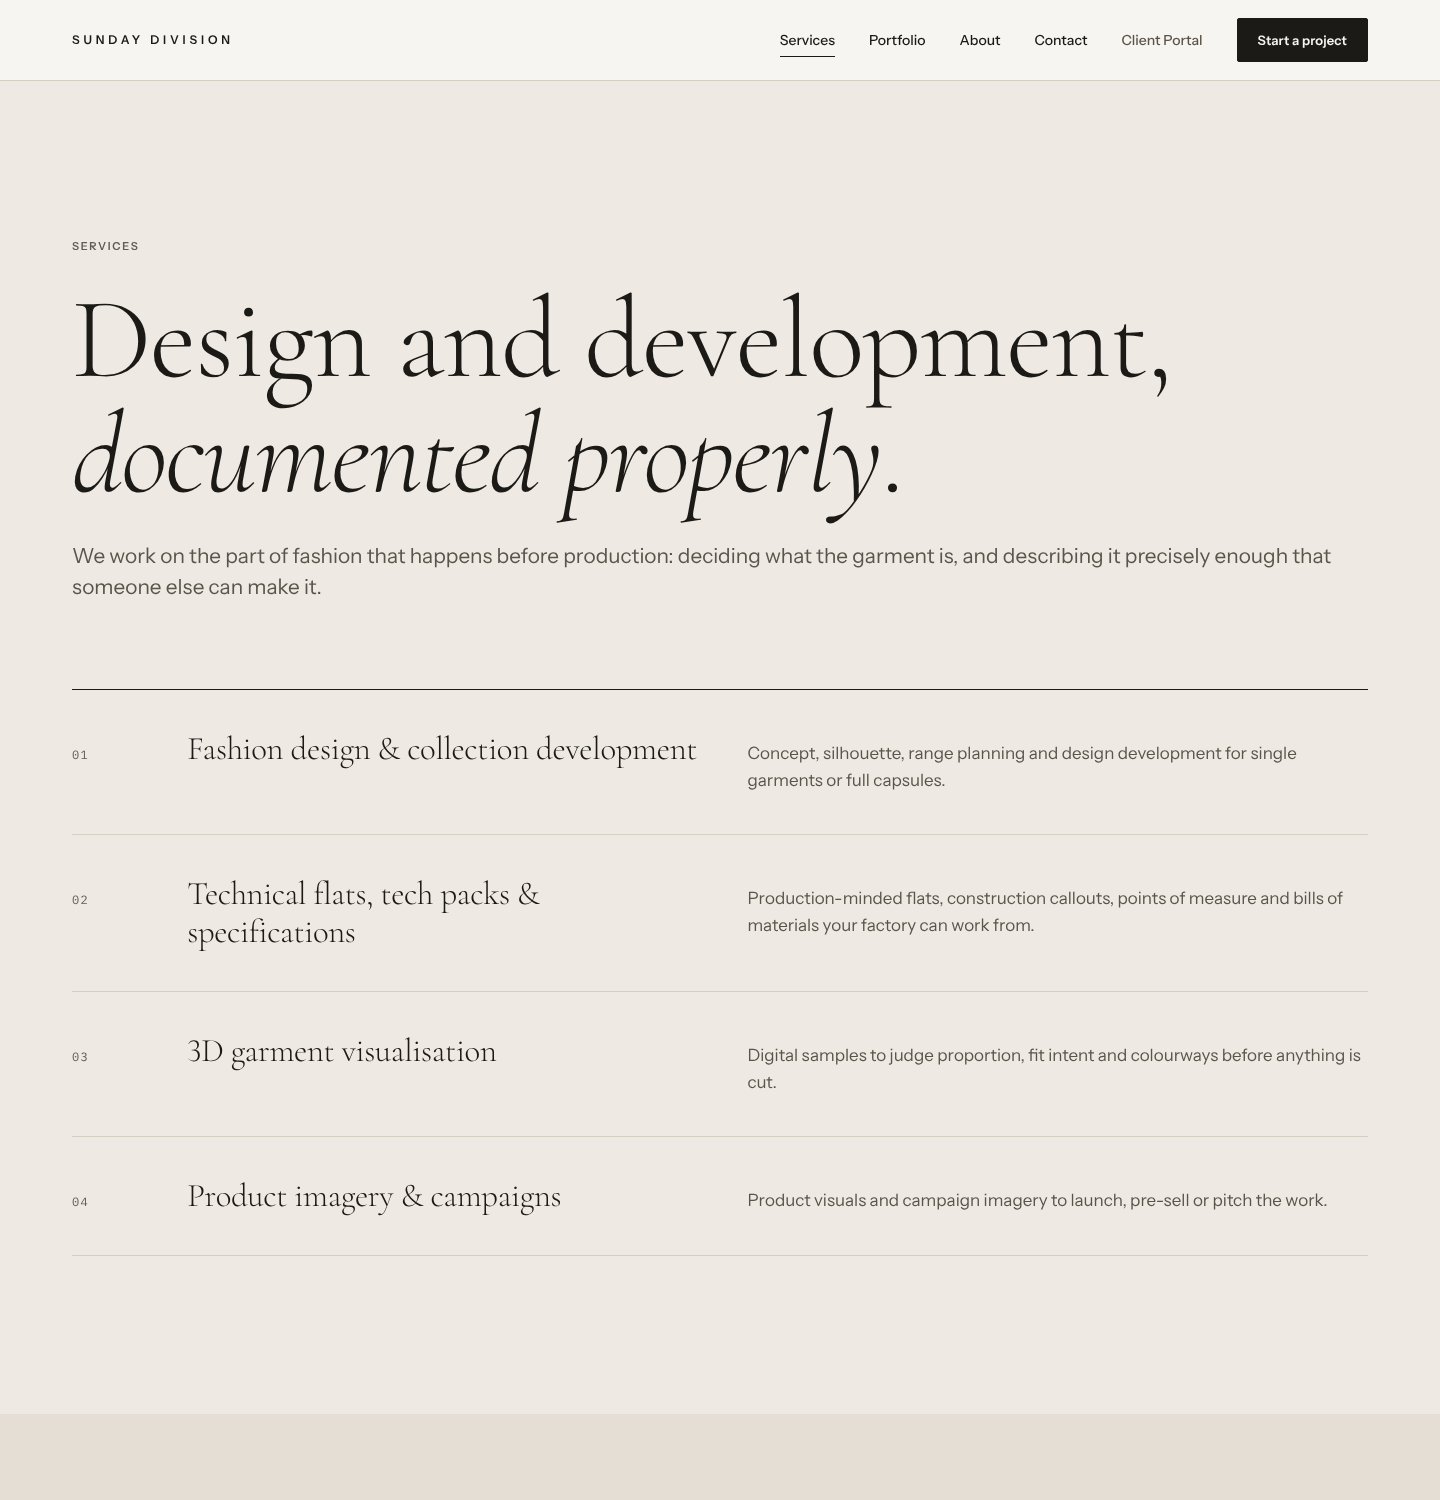 SUNDAY DIVISION
Services Portfolio About Contact Client Portal Start a project
SERVICES
Design and development,
documented properly.
We work on the part of fashion that happens before production: deciding what the garment is, and describing it precisely enough that
someone else can make it.
01
Fashion design & collection development
Concept, silhouette, range planning and design development for single
garments or full capsules.
02
Technical flats, tech packs &
specifications
Production-minded flats, construction callouts, points of measure and bills of
materials your factory can work from.
03
3D garment visualisation
Digital samples to judge proportion, fit intent and colourways before anything is
cut.
04
Product imagery & campaigns
Product visuals and campaign imagery to launch, pre-sell or pitch the work.